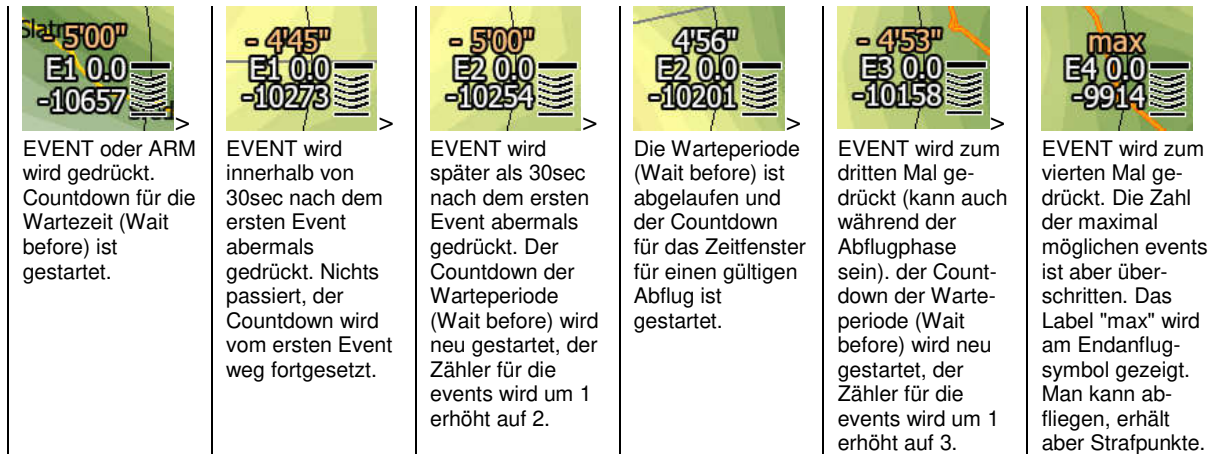 - 5'00"
E1 0.0
-10657
>
EVENT oder ARM
wird gedrückt.
Countdown für die
Wartezeit (Wait
before) ist
gestartet.
- 4'45"
E1 0.0
-10273
>
EVENT wird
innerhalb von
30sec nach dem
ersten Event
abermals
gedrückt. Nichts
passiert, der
Countdown wird
vom ersten Event
weg fortgesetzt.
- 5'00"
E2 0.0
-10254
>
EVENT wird
später als 30sec
nach dem ersten
Event abermals
gedrückt. Der
Countdown der
Warteperiode
(Wait before) wird
neu gestartet, der
Zähler für die
events wird um 1
erhöht auf 2.
4'56"
E2 0.0
-10201
>
Die Warteperiode
(Wait before) ist
abgelaufen und
der Countdown
für das Zeitfenster
für einen gültigen
Abflug ist
gestartet.
- 4'53"
E3 0.0
-10158
>
EVENT wird zum
dritten Mal ge-
drückt (kann auch
während der
Abflugphase
sein). der Count-
down der Warte-
periode (Wait
before) wird neu
gestartet, der
Zähler für die
events wird um 1
erhöht auf 3.
max
E4 0.0
-9914
EVENT wird zum
vierten Mal ge-
drückt. Die Zahl
der maximal
möglichen events
ist aber über-
schritten. Das
Label "max" wird
am Endanflug-
symbol gezeigt.
Man kann ab-
fliegen, erhält
aber Strafpunkte.